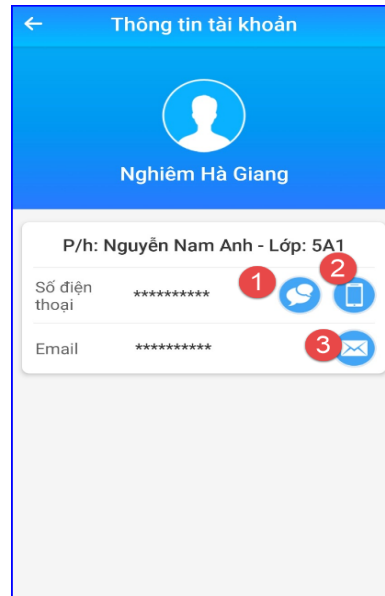 Thông tin tài khoản
Nghiêm Hà Giang
P/h: Nguyễn Nam Anh - Lớp: 5A1
1
2
Số điện
thoại
**********
Email
**********
3